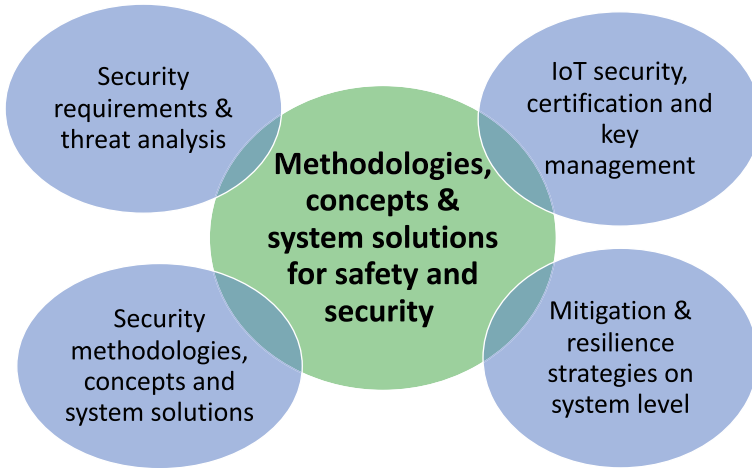 Security
requirements &
threat analysis
IoT security,
certification and
key
management
Methodologies,
concepts &
system solutions
for safety and
security
Security
methodologies,
concepts and
system solutions
Mitigation &
resilience
strategies on
system level